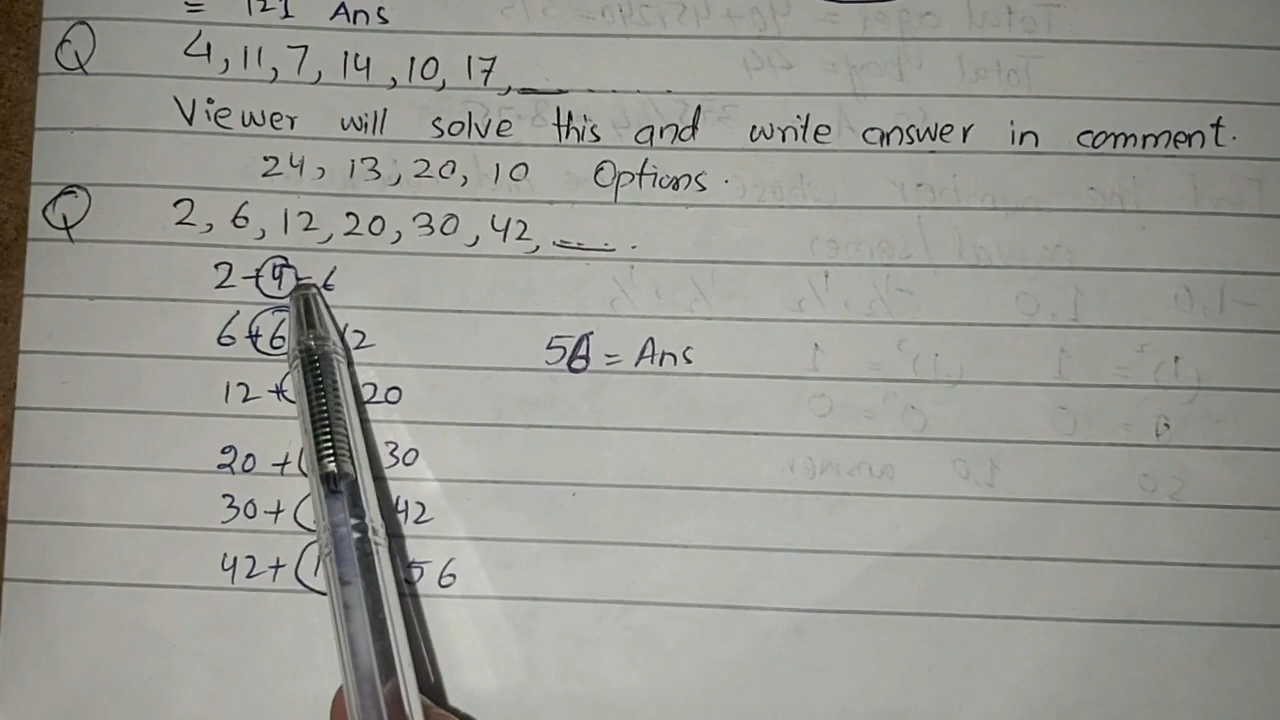 = 121 Ans
Q 4, 11, 7, 14, 10, 17, ___ .....
Viewer will solve this and write answer in comment.
24, 13, 20, 10 Options.
Q 2, 6, 12, 20, 30, 42, ___.
2+4=6
6+6 12
56 = Ans
12+( 20
20+( 30
30+( 42
42+( 56